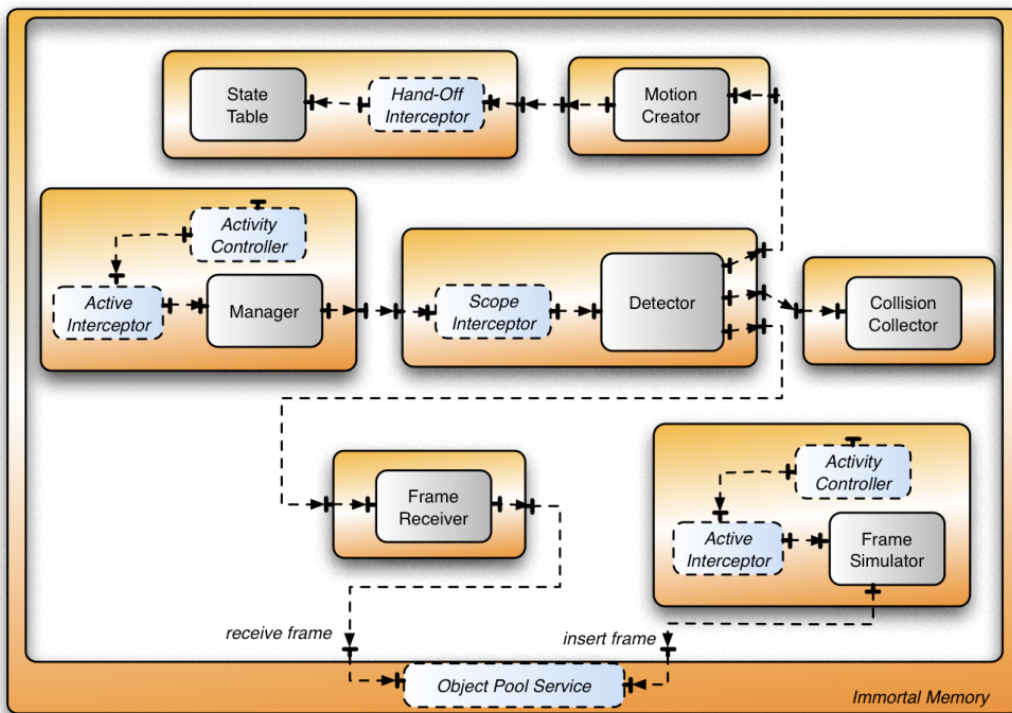 State
Table
Hand-Off
Interceptor
Motion
Creator
Activity
Controller
Active
Interceptor
Manager
Scope
Interceptor
Detector
Collision
Collector
Frame
Receiver
Activity
Controller
Active
Interceptor
Frame
Simulator
receive frame
insert frame
Object Pool Service
Immortal Memory